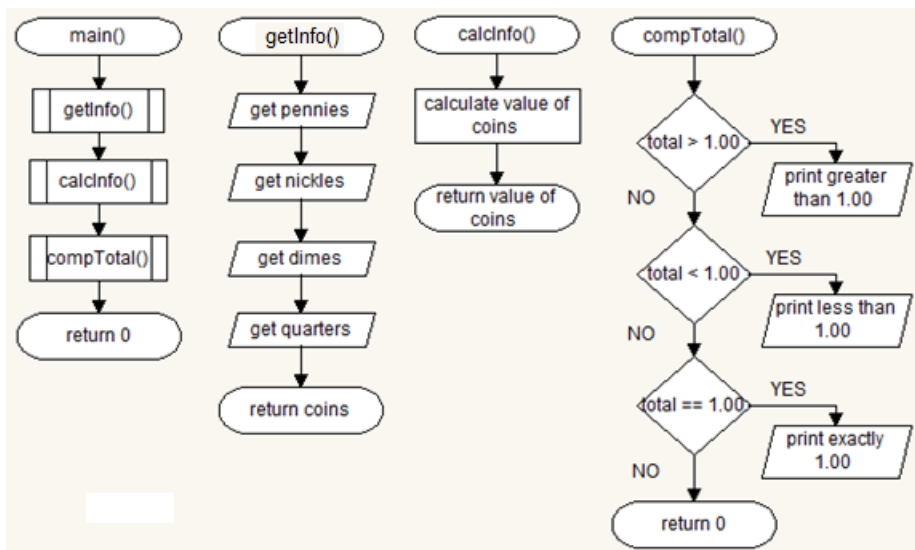 main()
getInfo()
calcInfo()
compTotal()
return 0
getInfo()
get pennies
get nickles
get dimes
get quarters
return coins
calcInfo()
calculate value of
coins
return value of
coins
compTotal()
total > 1.00
YES
print greater
than 1.00
NO
total < 1.00
YES
print less than
1.00
NO
total == 1.00
YES
print exactly
1.00
NO
return 0